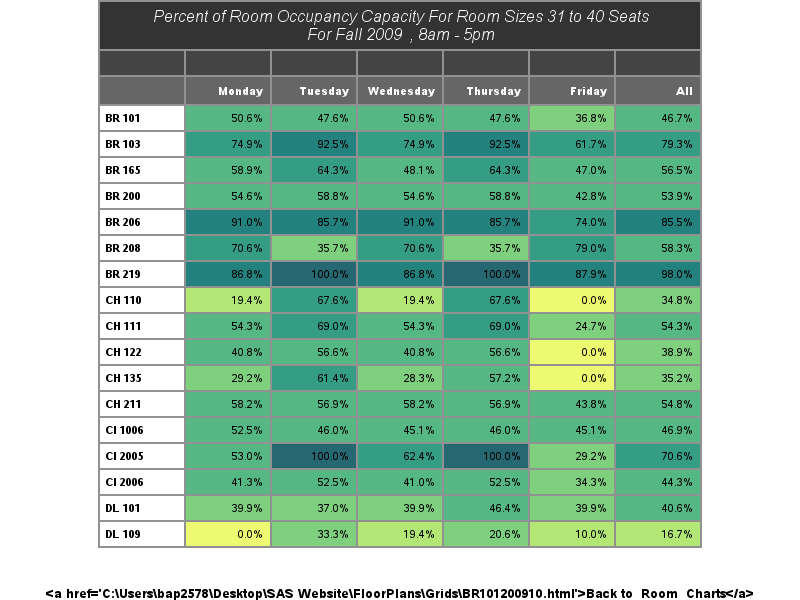 Percent of Room Occupancy Capacity For Room Sizes 31 to 40 Seats
For Fall 2009 , 8am - 5pm
Monday Tuesday Wednesday Thursday Friday All
BR 101 50.6% 47.6% 50.6% 47.6% 36.8% 46.7%
BR 103 74.9% 92.5% 74.9% 92.5% 61.7% 79.3%
BR 165 58.9% 64.3% 48.1% 64.3% 47.0% 56.5%
BR 200 54.6% 58.8% 54.6% 58.8% 42.8% 53.9%
BR 206 91.0% 85.7% 91.0% 85.7% 74.0% 85.5%
BR 208 70.6% 35.7% 70.6% 35.7% 79.0% 58.3%
BR 219 86.8% 100.0% 86.8% 100.0% 87.9% 98.0%
CH 110 19.4% 67.6% 19.4% 67.6% 0.0% 34.8%
CH 111 54.3% 69.0% 54.3% 69.0% 24.7% 54.3%
CH 122 40.8% 56.6% 40.8% 56.6% 0.0% 38.9%
CH 135 29.2% 61.4% 28.3% 57.2% 0.0% 35.2%
CH 211 58.2% 56.9% 58.2% 56.9% 43.8% 54.8%
CI 1006 52.5% 46.0% 45.1% 46.0% 45.1% 46.9%
CI 2005 53.0% 100.0% 62.4% 100.0% 29.2% 70.6%
CI 2006 41.3% 52.5% 41.0% 52.5% 34.3% 44.3%
DL 101 39.9% 37.0% 39.9% 46.4% 39.9% 40.6%
DL 109 0.0% 33.3% 19.4% 20.6% 10.0% 16.7%
<a href='C:\Users\bap2578\Desktop\SAS Website\FloorPlans\Grids\BR101200910.html'>Back to Room Charts</a>